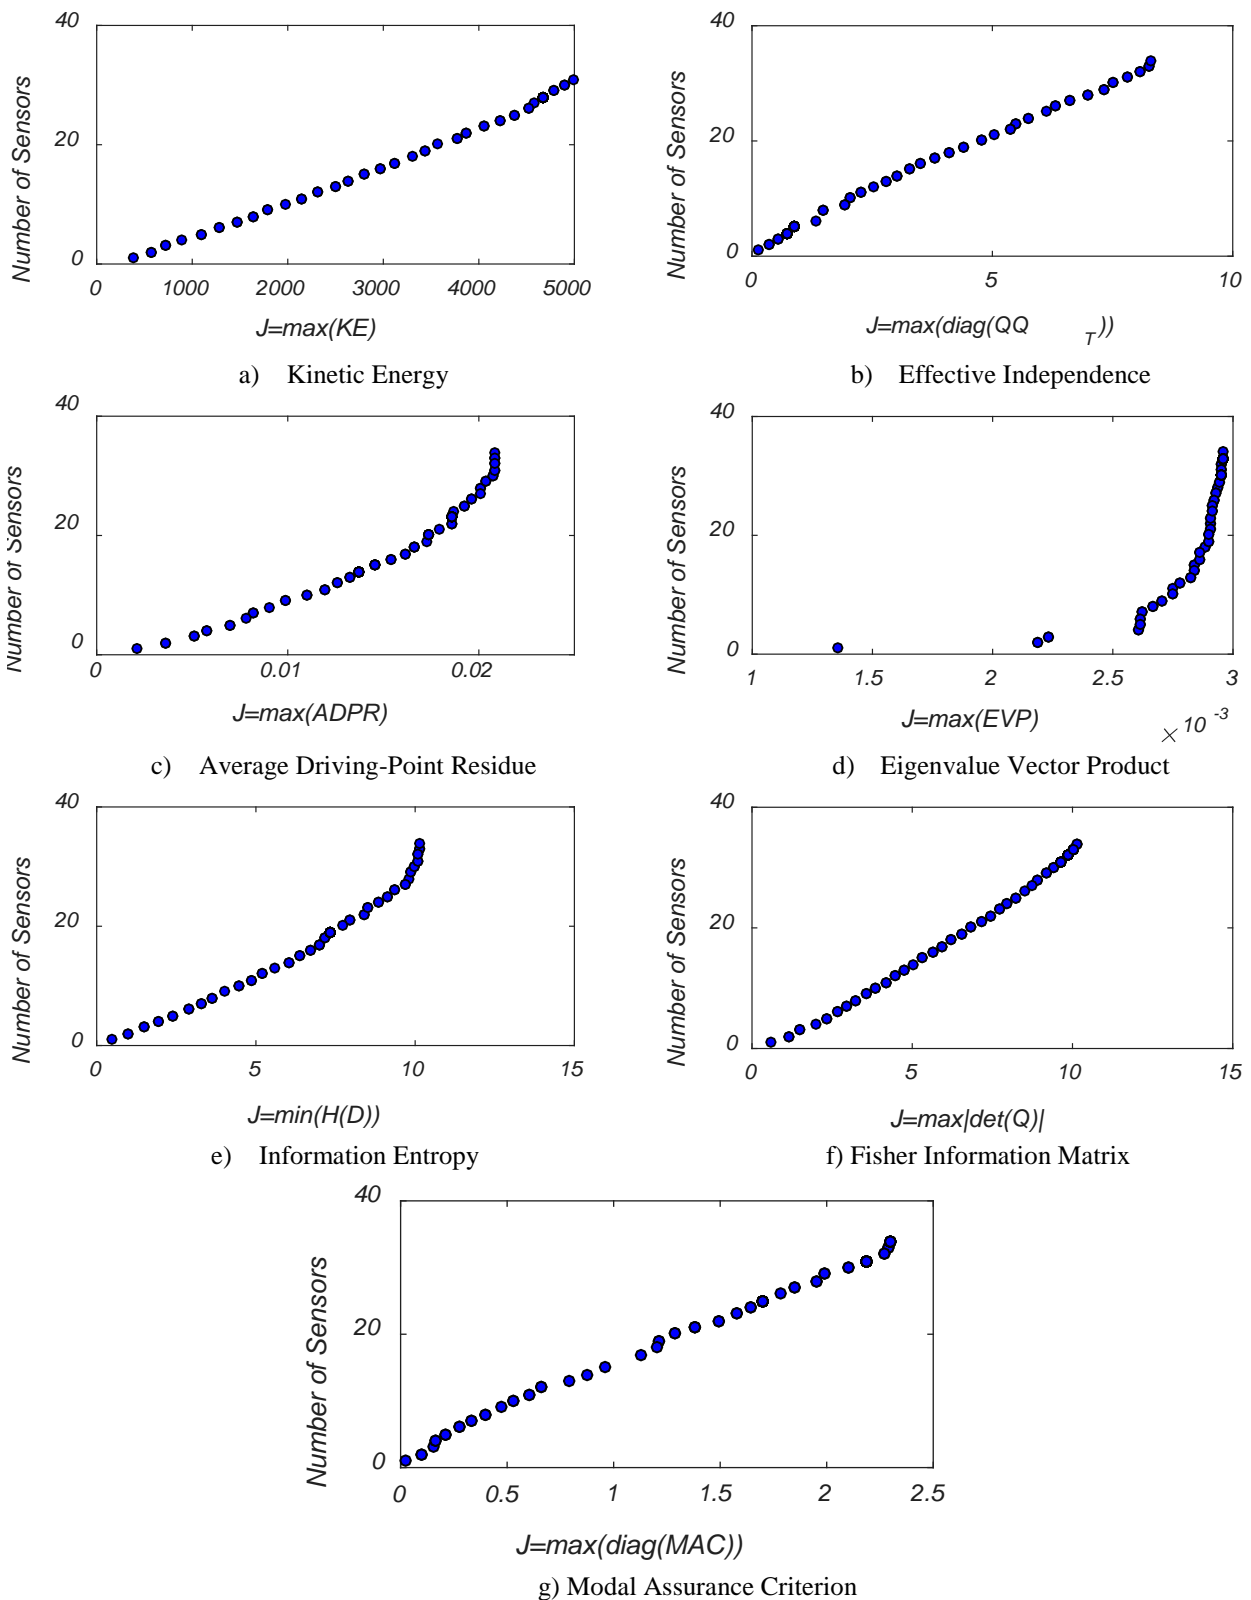 40
20
0
Number of Sensors
0 1000 2000 3000 4000 5000
J=max(KE)
a) Kinetic Energy
40
20
0
Number of Sensors
0 5 10
J=max(diag(QQ T))
b) Effective Independence
40
20
0
Number of Sensors
0 0.01 0.02
J=max(ADPR)
c) Average Driving-Point Residue
40
20
0
Number of Sensors
1 1.5 2 2.5 3
J=max(EVP)
×10 -3
d) Eigenvalue Vector Product
40
20
0
Number of Sensors
0 5 10 15
J=min(H(D))
e) Information Entropy
40
20
0
Number of Sensors
0 5 10 15
J=max|det(Q)|
f) Fisher Information Matrix
40
20
0
Number of Sensors
0 0.5 1 1.5 2 2.5
J=max(diag(MAC))
g) Modal Assurance Criterion